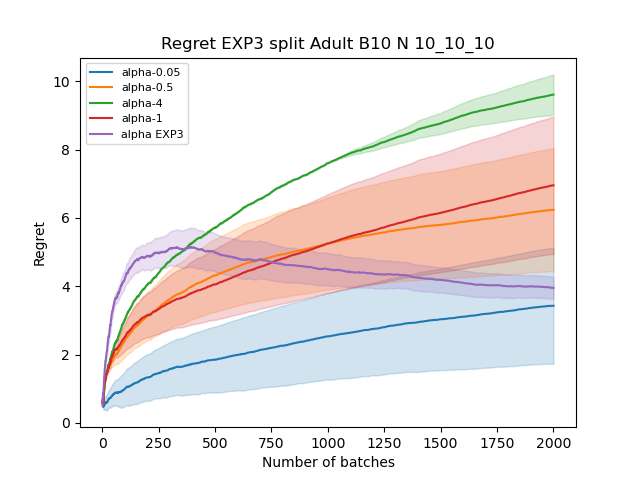 Regret EXP3 split Adult B10 N 10_10_10
alpha-0.05
alpha-0.5
alpha-4
alpha-1
alpha EXP3
Regret
10
8
6
4
2
0
0 250 500 750 1000 1250 1500 1750 2000
Number of batches